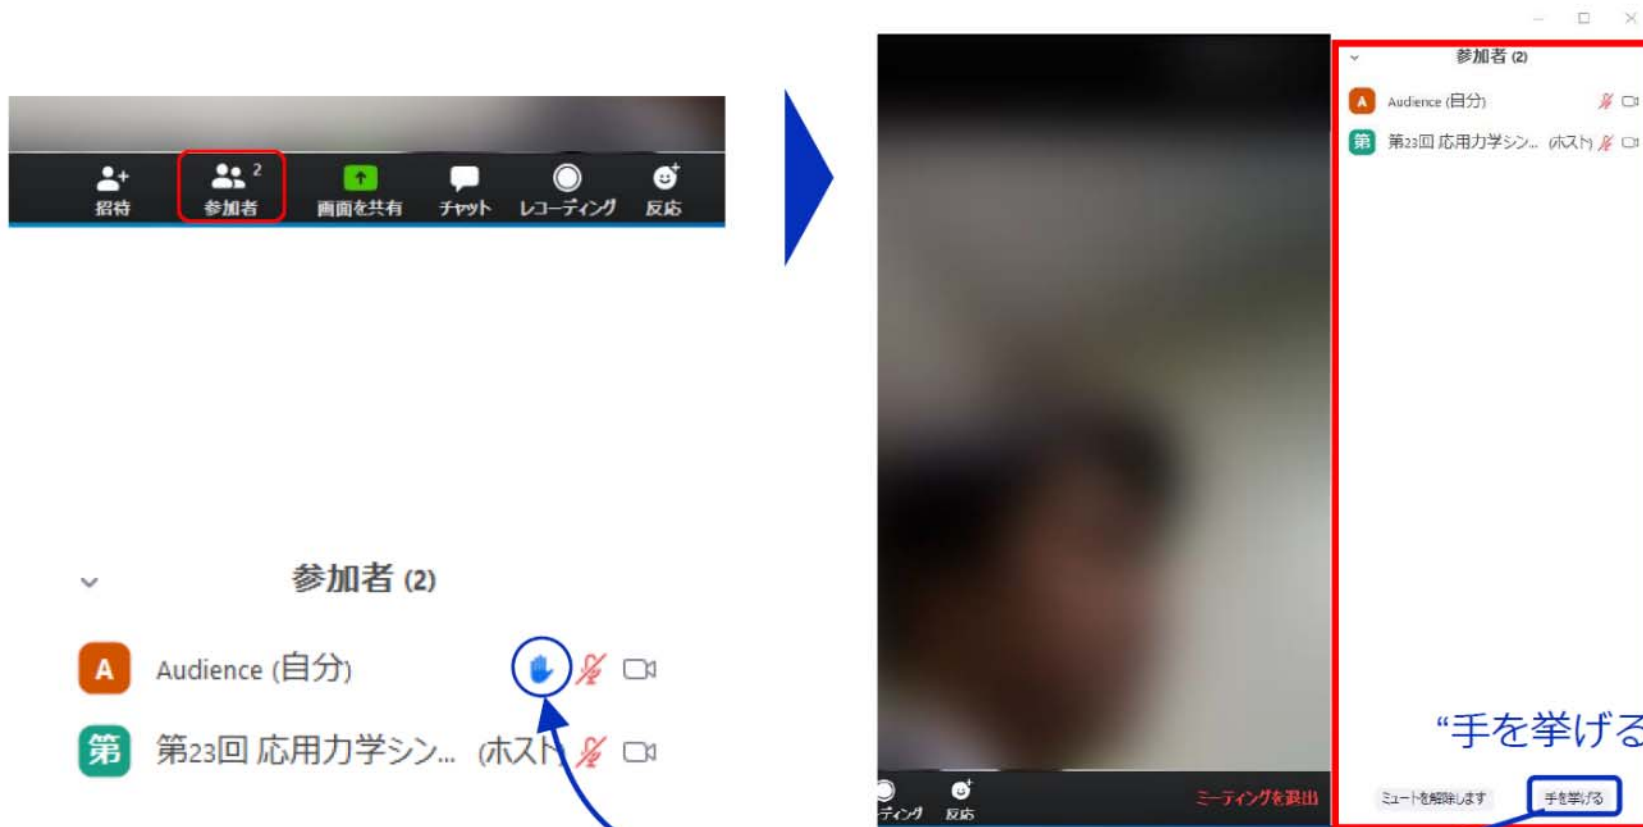 2
招待 参加者 画面を共有 チャット レコーディング 反応
参加者 (2)
A Audience (自分)
第 第23回 応用力学シン... (ホスト)
参加者 (2)
A Audience (自分)
第 第23回 応用力学シン... (ホスト)
“手を挙げる
ティング 反応 ミーティングを退出
ミュートを解除します 手を挙げる